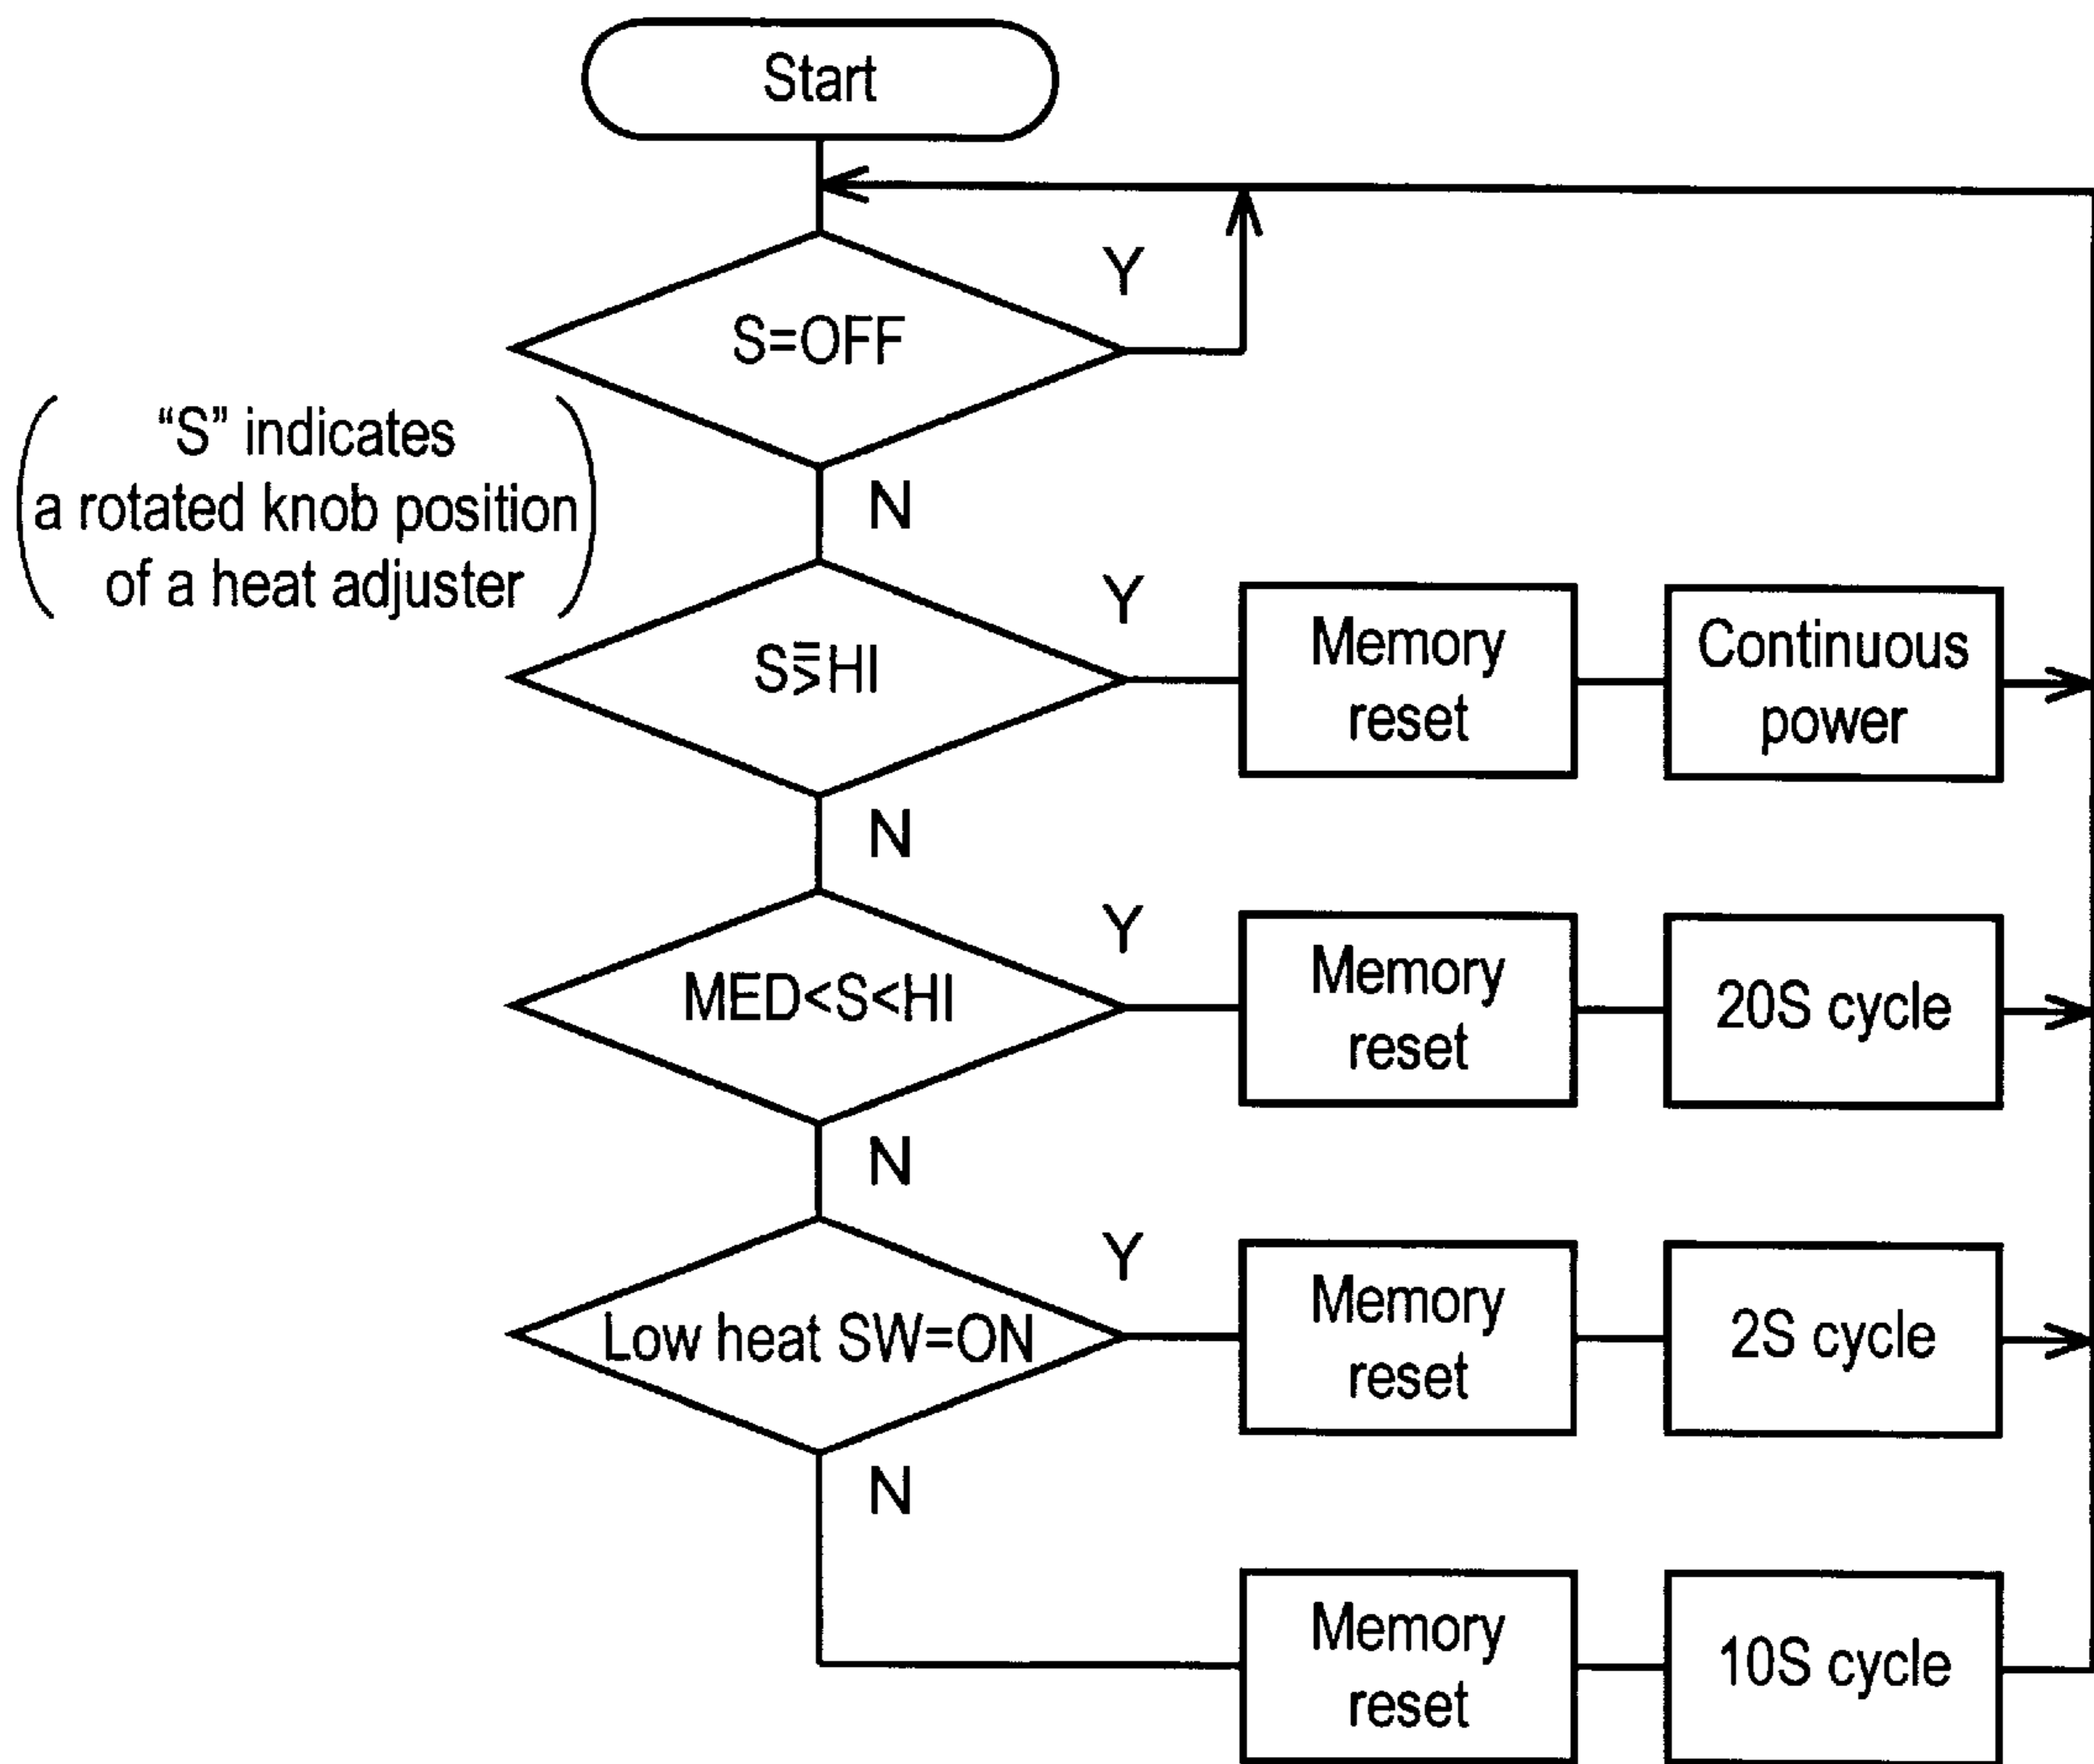 Start
Y
S=OFF
“S” indicates
a rotated knob position
of a heat adjuster
N
Y
S≧HI
Memory
reset
Continuous
power
N
Y
MED<S<HI
Memory
reset
20S cycle
N
Y
Low heat SW=ON
Memory
reset
2S cycle
N
Memory
reset
10S cycle